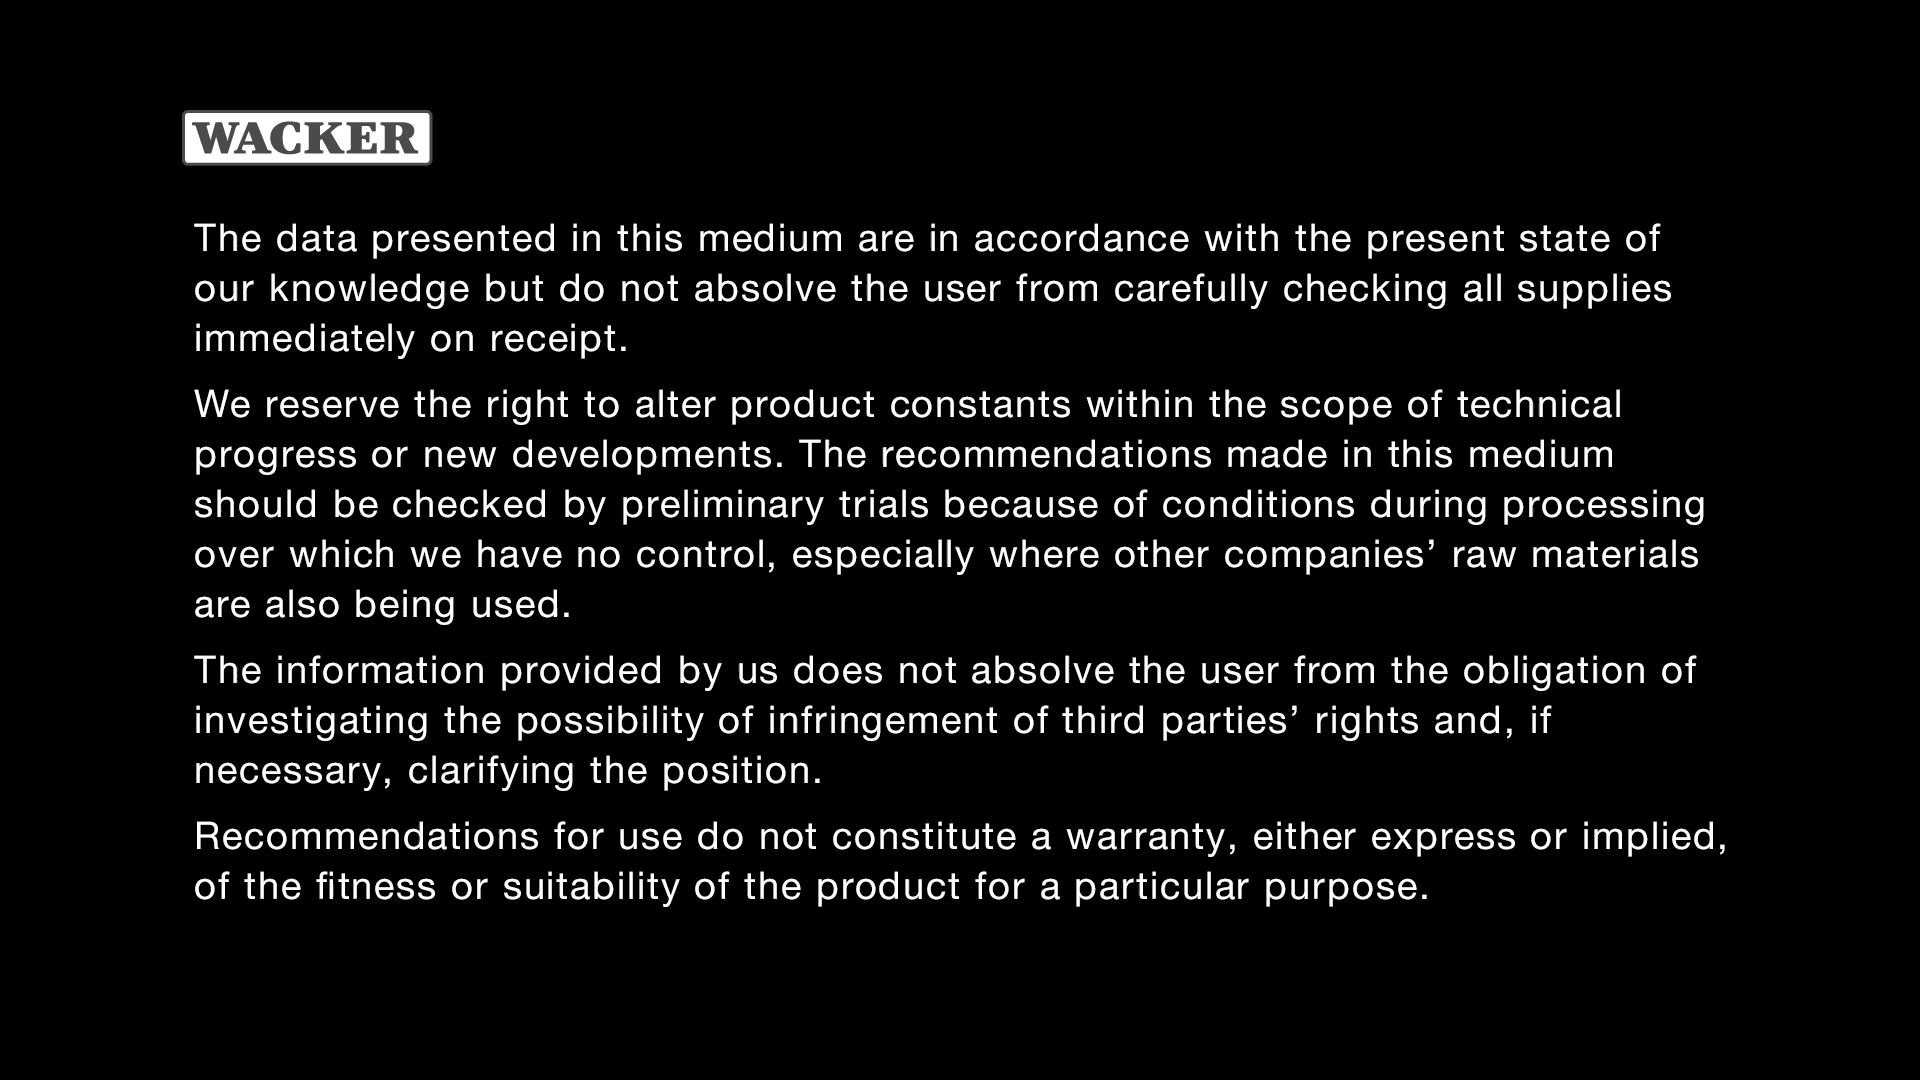 WACKER
The data presented in this medium are in accordance with the present state of
our knowledge but do not absolve the user from carefully checking all supplies
immediately on receipt.
We reserve the right to alter product constants within the scope of technical
progress or new developments. The recommendations made in this medium
should be checked by preliminary trials because of conditions during processing
over which we have no control, especially where other companies’ raw materials
are also being used.
The information provided by us does not absolve the user from the obligation of
investigating the possibility of infringement of third parties’ rights and, if
necessary, clarifying the position.
Recommendations for use do not constitute a warranty, either express or implied,
of the fitness or suitability of the product for a particular purpose.